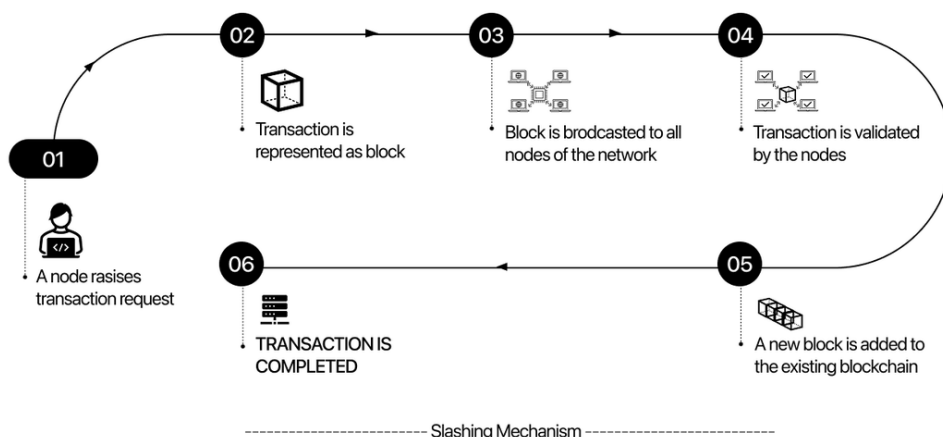 01
A node rasises
transaction request
02
Transaction is
represented as block
03
Block is brodcasted to all
nodes of the network
04
Transaction is validated
by the nodes
05
A new block is added to
the existing blockchain
06
TRANSACTION IS
COMPLETED
Slashing Mechanism